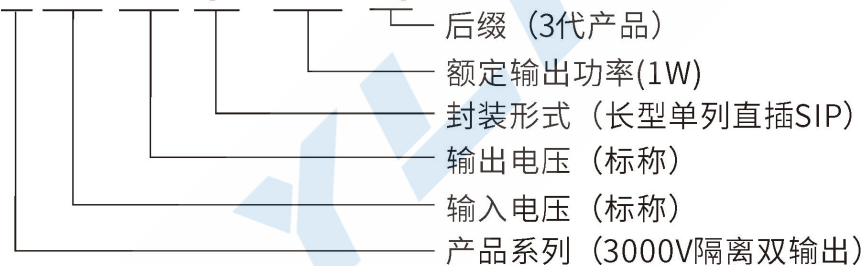 后缀（3代产品）
额定输出功率(1W)
封装形式（长型单列直插SIP）
输出电压（标称）
输入电压（标称）
产品系列（3000V隔离双输出）